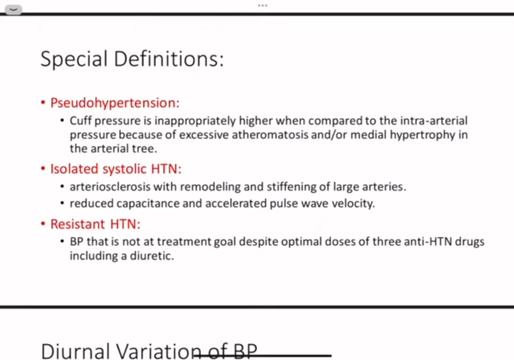 Special Definitions:
• Pseudohypertension:
• Cuff pressure is inappropriately higher when compared to the intra-arterial
pressure because of excessive atheromatosis and/or medial hypertrophy in
the arterial tree.
• Isolated systolic HTN:
• arteriosclerosis with remodeling and stiffening of large arteries.
• reduced capacitance and accelerated pulse wave velocity.
• Resistant HTN:
• BP that is not at treatment goal despite optimal doses of three anti-HTN drugs
including a diuretic.
Diurnal Variation of BP